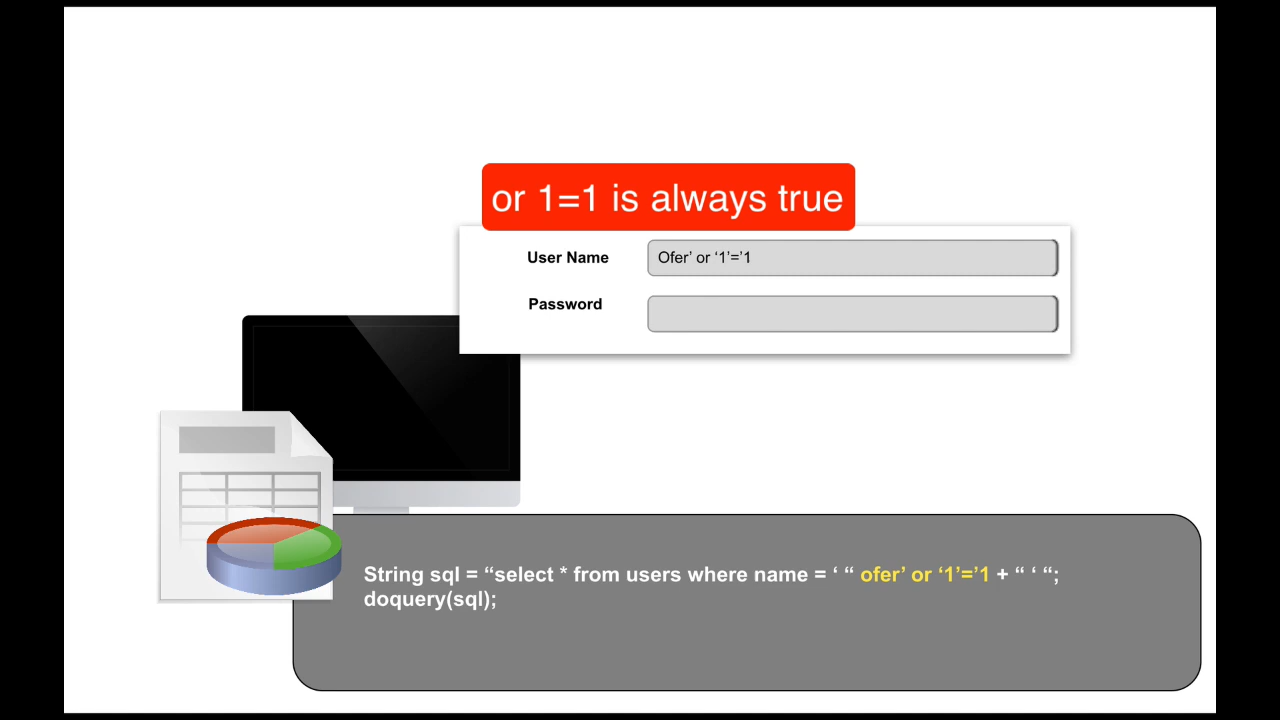 or 1=1 is always true
User Name
Ofer’ or ‘1’=’1
Password
String sql = “select * from users where name = ‘ “ ofer’ or ‘1’=’1 + “ ‘ “;
doquery(sql);